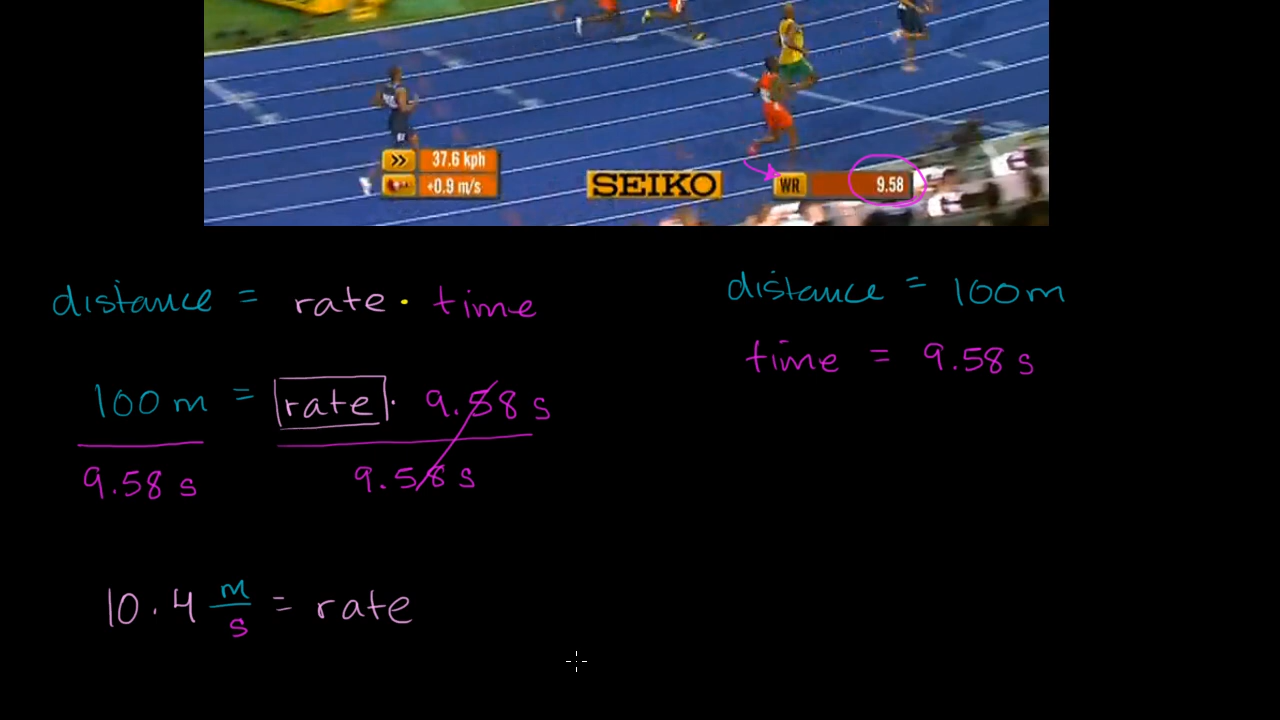 37.6 kph
+0.9 m/s
SEIKO
WR 9.58
distance = rate · time
100 m = rate · 9.58 s
9.58 s 9.58 s
10.4 m/s = rate
distance = 100m
time = 9.58 s